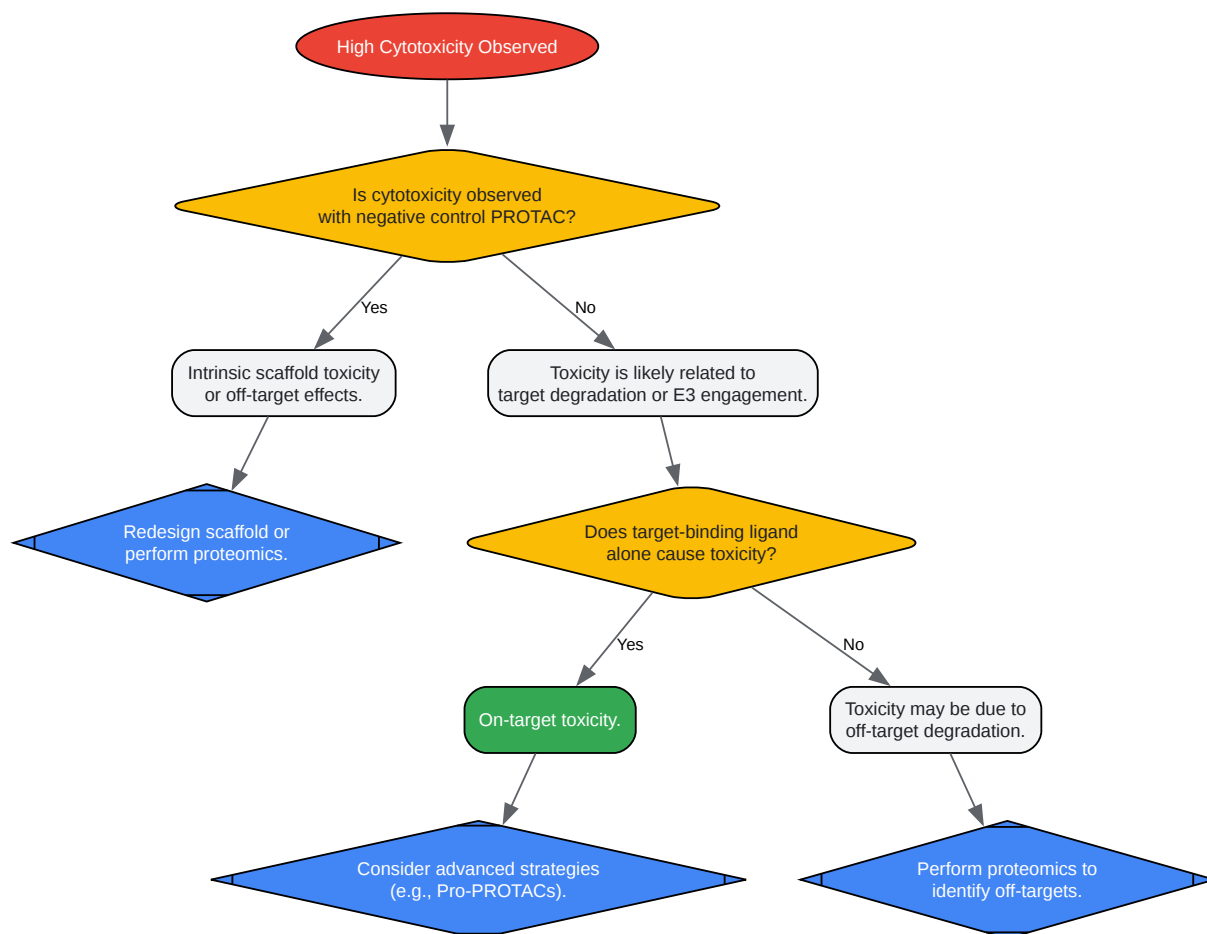 High Cytotoxicity Observed
Is cytotoxicity observed
with negative control PROTAC?
Yes
No
Intrinsic scaffold toxicity
or off-target effects.
Toxicity is likely related to
target degradation or E3 engagement.
Redesign scaffold or
perform proteomics.
Does target-binding ligand
alone cause toxicity?
Yes
No
On-target toxicity.
Toxicity may be due to
off-target degradation.
Consider advanced strategies
(e.g., Pro-PROTACs).
Perform proteomics to
identify off-targets.